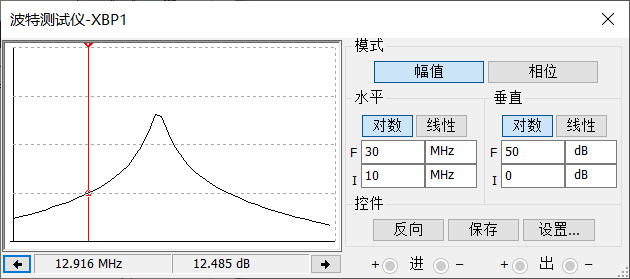 波特测试仪-XBP1
模式
幅值 相位
水平 垂直
对数 线性 对数 线性
F 30 MHz F 50 dB
I 10 MHz I 0 dB
控件
反向 保存 设置...
12.916 MHz 12.485 dB
+ 进 − + 出 −